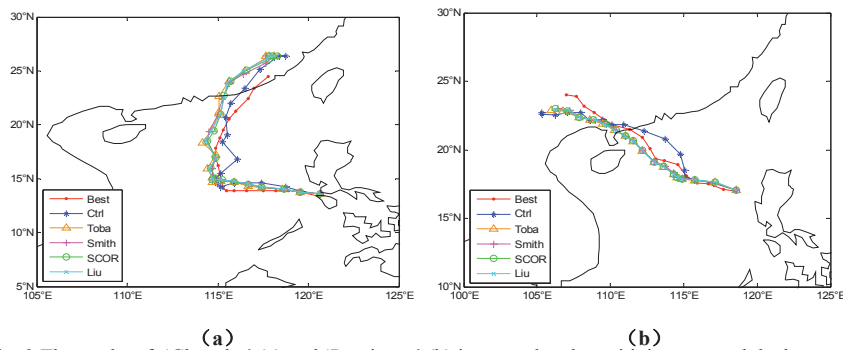 30°N
25°N
20°N
15°N
10°N
5°N
105°E 110°E 115°E 120°E 125°E
Best
Ctrl
Toba
Smith
SCOR
Liu
(a)
30°N
25°N
20°N
15°N
10°N
100°E 105°E 110°E 115°E 120°E 125°E
Best
Ctrl
Toba
Smith
SCOR
Liu
(b)